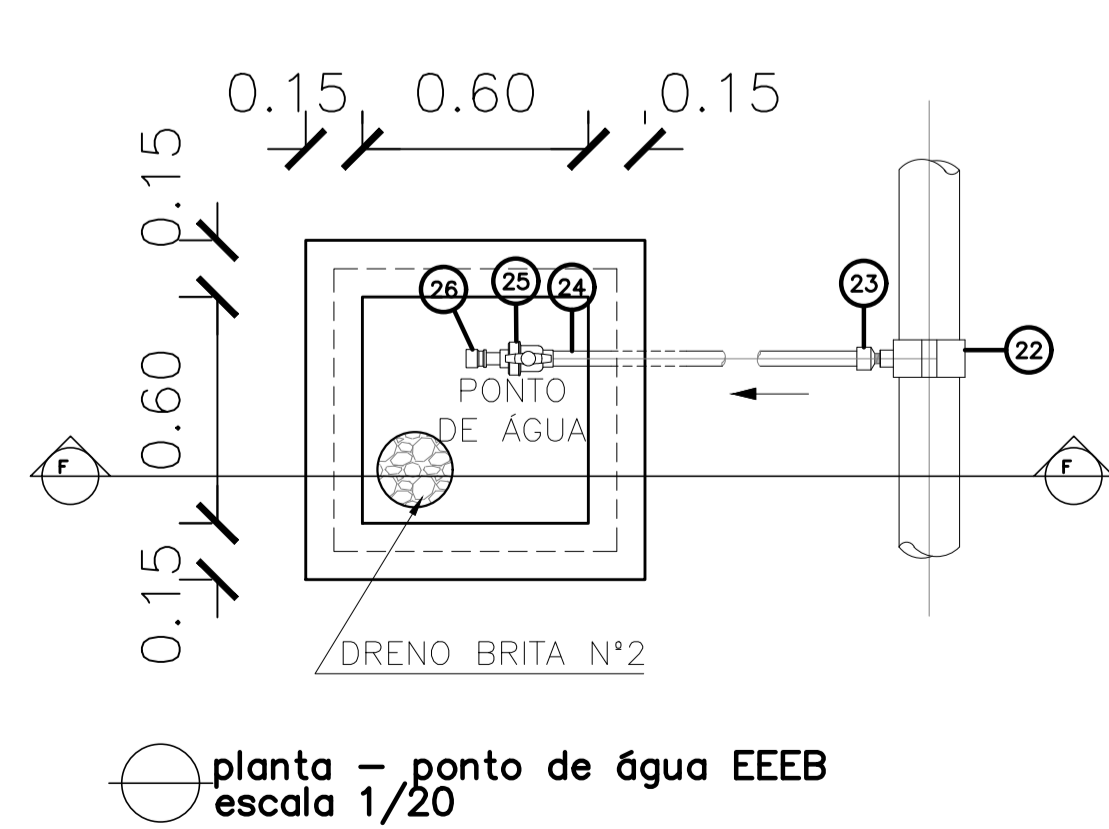 0.15 0.60 0.15
0.15
0.60
0.15
26 25 24 23 22
PONTO
DE ÁGUA
F F
DRENO BRITA Nº2
planta - ponto de água EEEB
escala 1/20